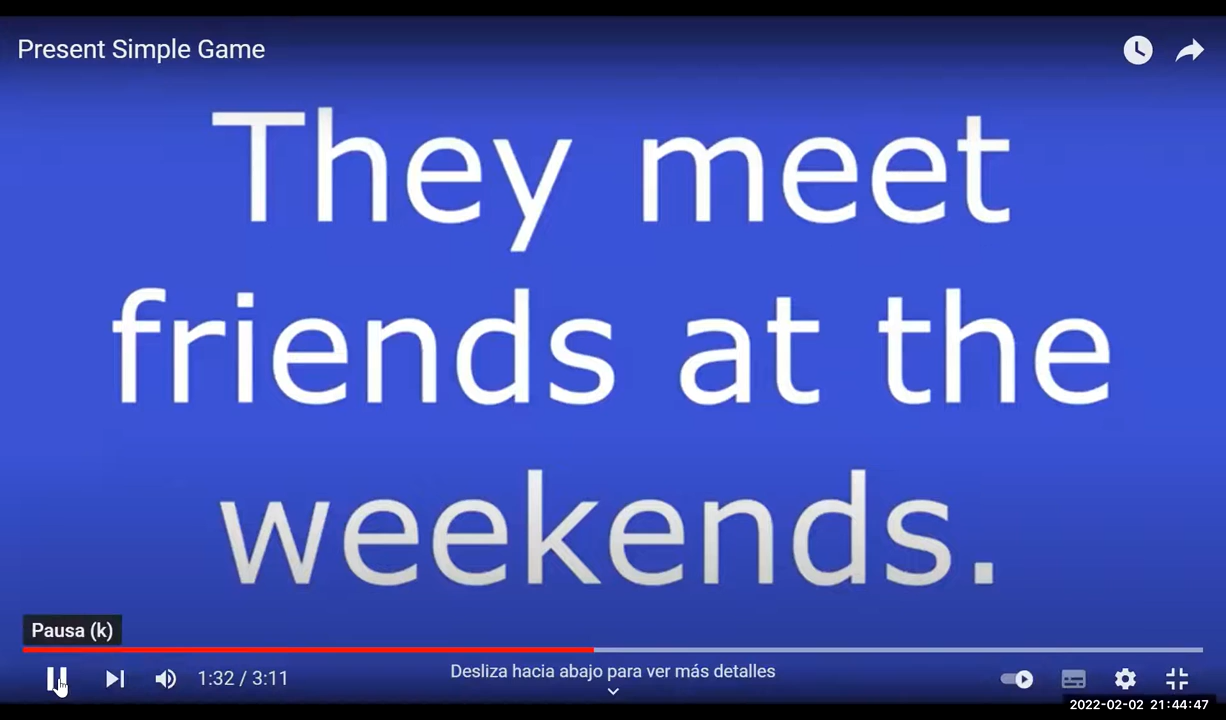 Present Simple Game
They meet
friends at the
weekends.
Pausa (k)
1:32 / 3:11
Desliza hacia abajo para ver más detalles
2022-02-02 21:44:47